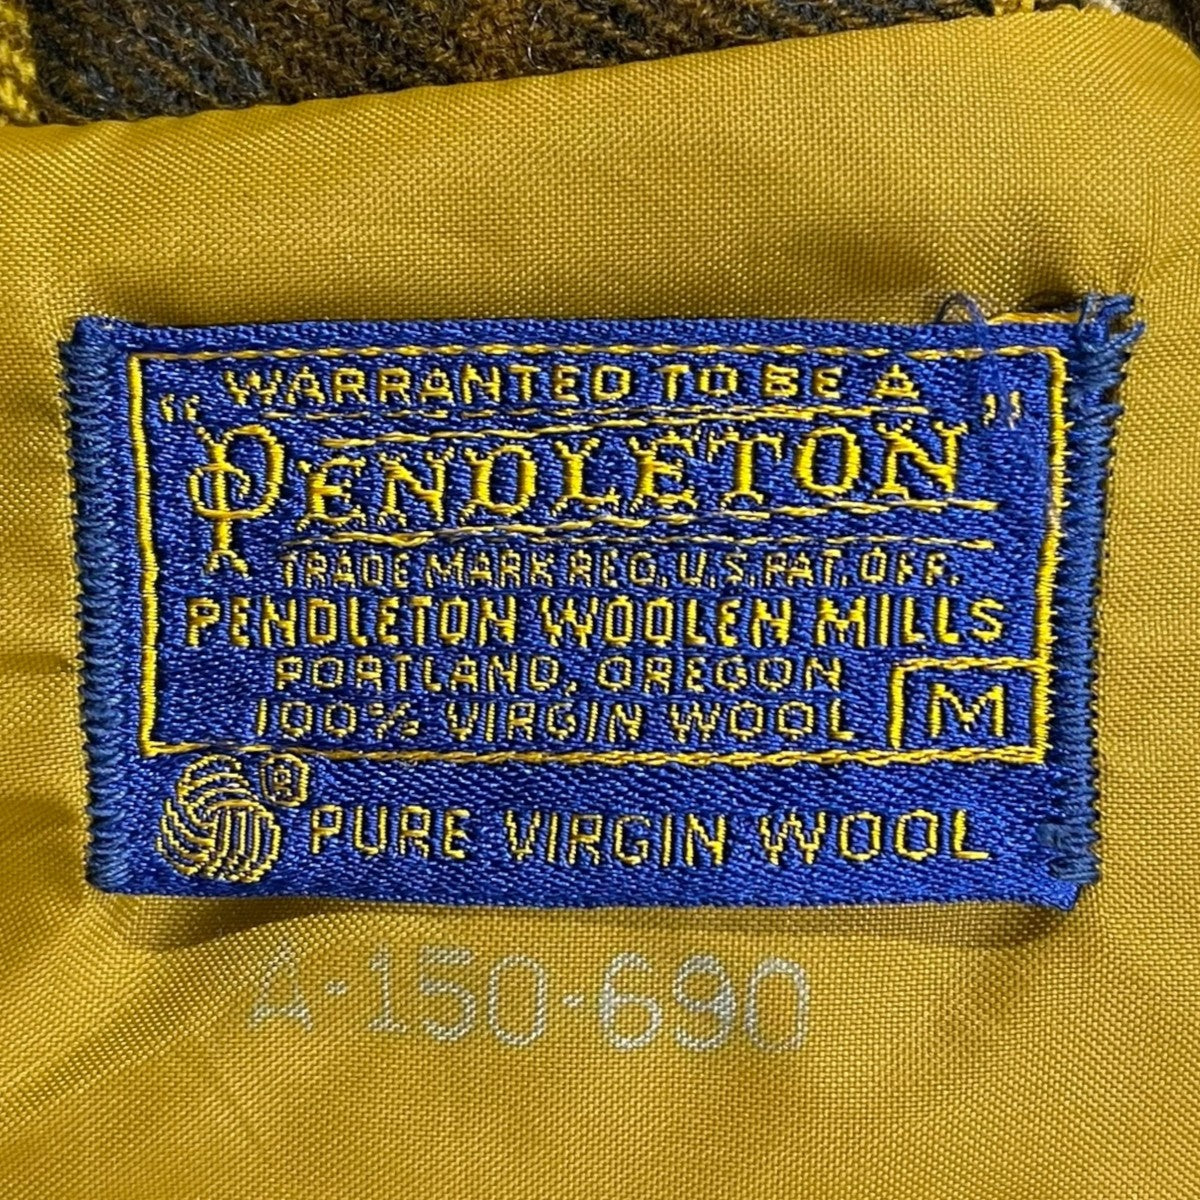 WARRANTED TO BE A
"PENDLETON"
TRADE MARK REG. U.S. PAT. OFF.
PENDLETON WOOLEN MILLS
PORTLAND, OREGON
100% VIRGIN WOOL
M
® PURE VIRGIN WOOL
A-150-690